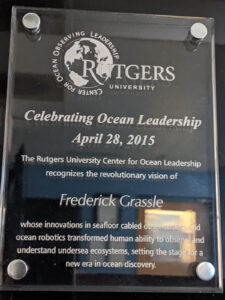 CENTER FOR OCEAN OBSERVING LEADERSHIP
RUTGERS
UNIVERSITY
Celebrating Ocean Leadership
April 28, 2015
The Rutgers University Center for Ocean Leadership
recognizes the revolutionary vision of
Frederick Grassle
whose innovations in seafloor cabled and
ocean robotics transformed human ability to observe and
understand undersea ecosystems, setting the stage for a
new era in ocean discovery.